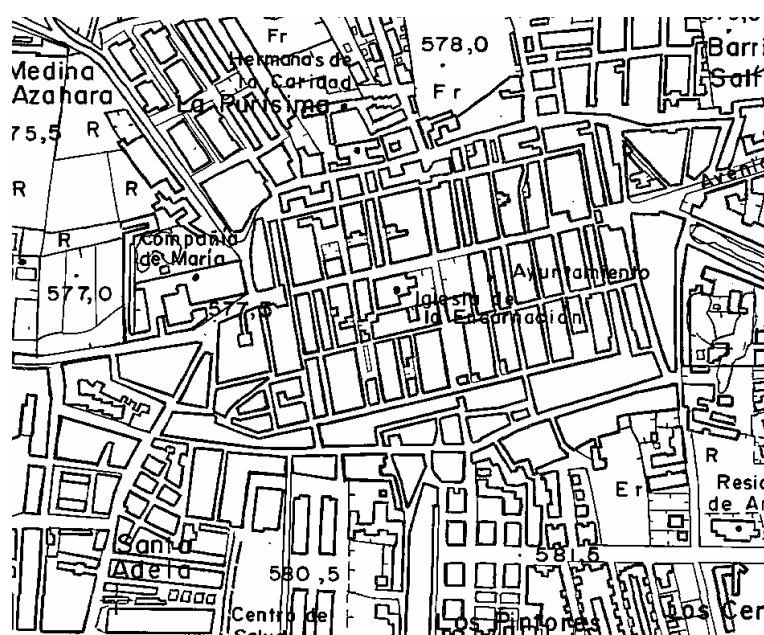 Fr
Hermanas de
la Caridad
La Purísima
578,0
Fr
Barri
Salf
Medina
Azahara
75,5
R
R
R
R
Avenid
Compañía
de María
577,0
577,5
Ayuntamiento
Iglesia de
la Encarnación
R
Er
Resid
de An
Santa
Adela
580,5
581,5
Centro de
Salud
Los Pintores
Los Cer